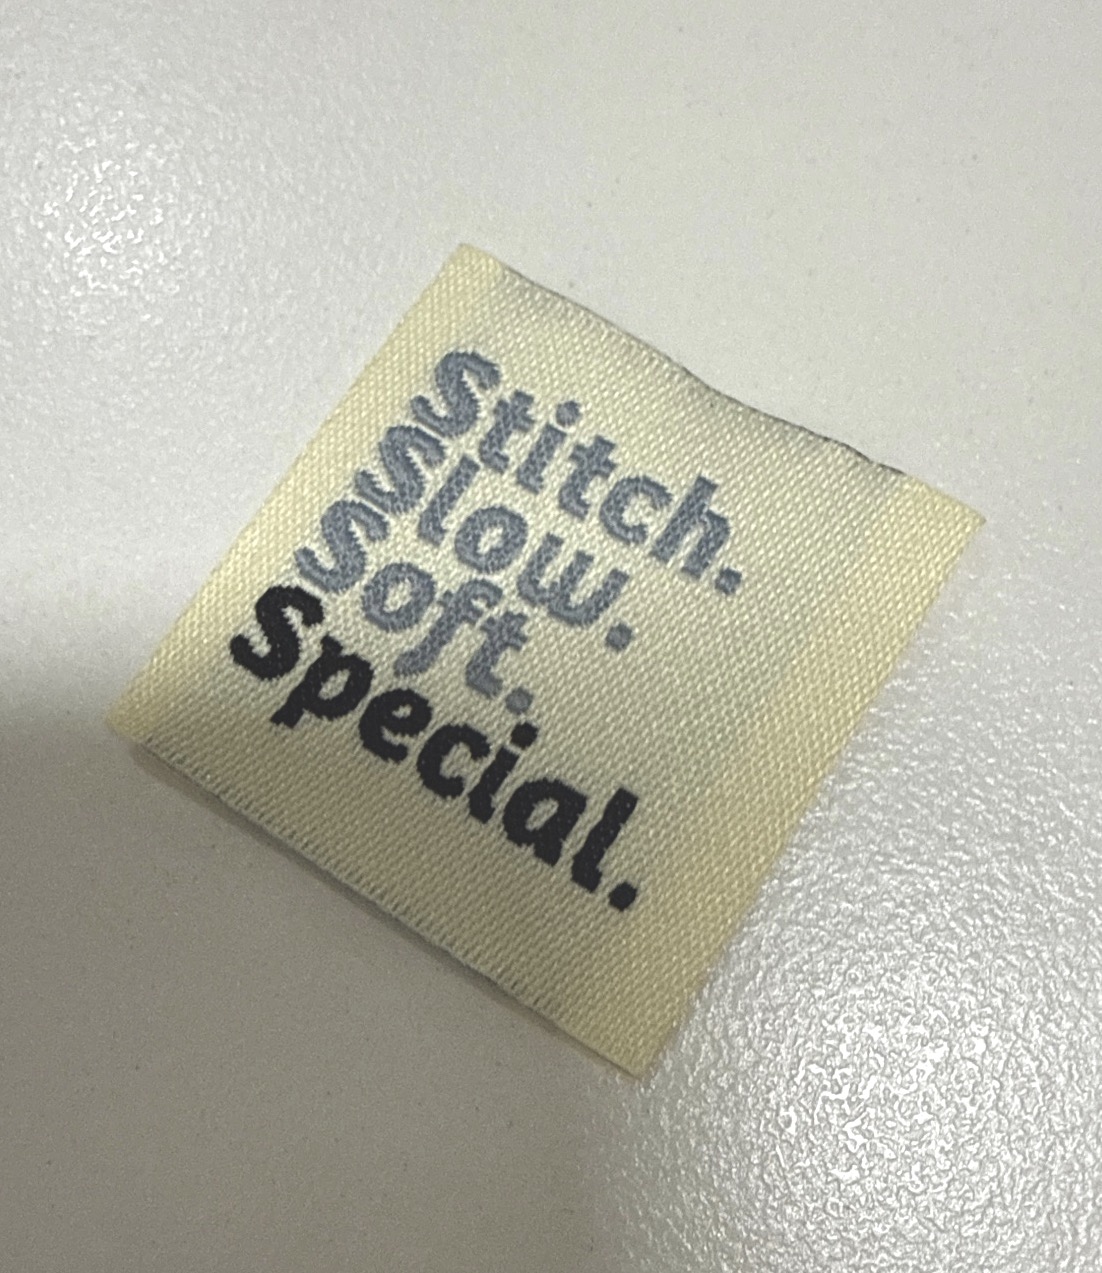 Stitch.
Slow.
Soft.
Special.